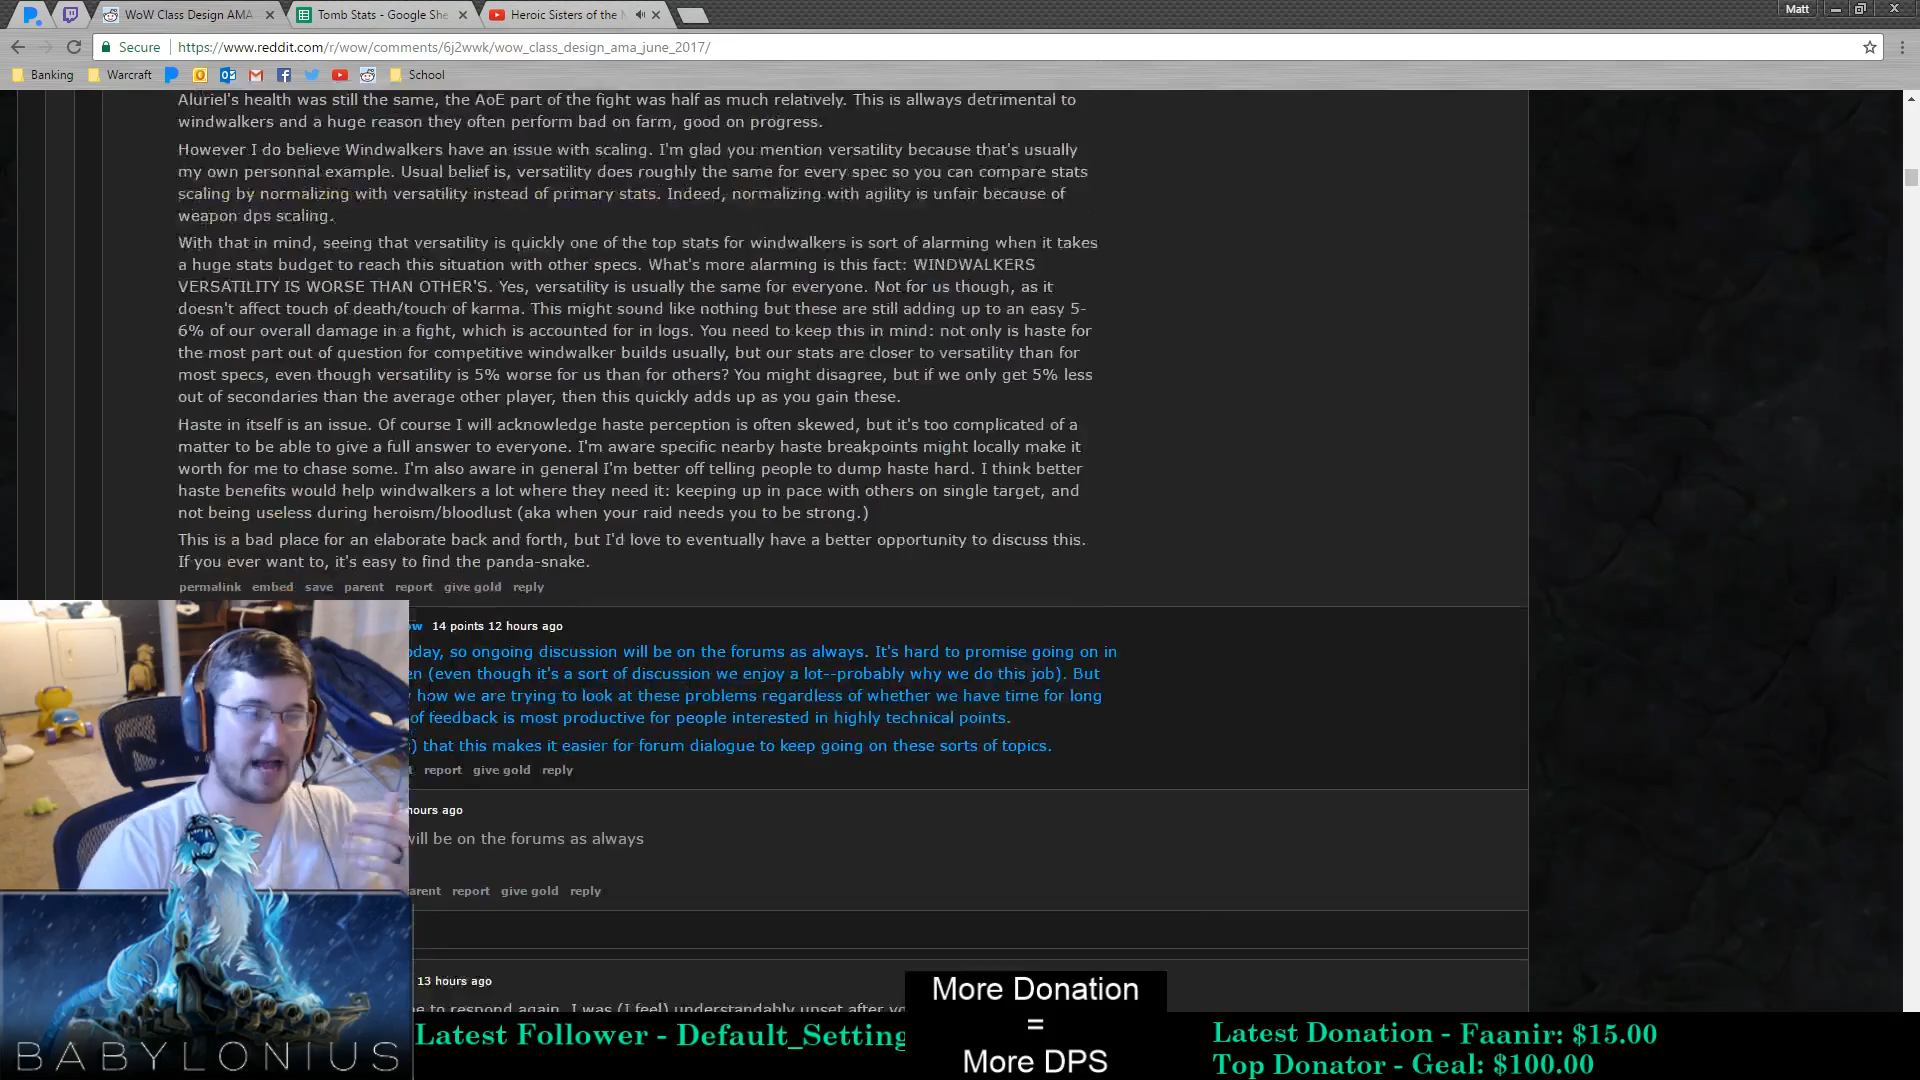 WoW Class Design AMA
Tomb Stats - Google She
Heroic Sisters of the
Matt
Secure
https://www.reddit.com/r/wow/comments/6j2wwk/wow_class_design_ama_june_2017/
Banking
Warcraft
School
Aluriel's health was still the same, the AoE part of the fight was half as much relatively. This is allways detrimental to
windwalkers and a huge reason they often perform bad on farm, good on progress.
However I do believe Windwalkers have an issue with scaling. I'm glad you mention versatility because that's usually
my own personnal example. Usual belief is, versatility does roughly the same for every spec so you can compare stats
scaling by normalizing with versatility instead of primary stats. Indeed, normalizing with agility is unfair because of
weapon dps scaling.
With that in mind, seeing that versatility is quickly one of the top stats for windwalkers is sort of alarming when it takes
a huge stats budget to reach this situation with other specs. What's more alarming is this fact: WINDWALKERS
VERSATILITY IS WORSE THAN OTHER'S. Yes, versatility is usually the same for everyone. Not for us though, as it
doesn't affect touch of death/touch of karma. This might sound like nothing but these are still adding up to an easy 5-
6% of our overall damage in a fight, which is accounted for in logs. You need to keep this in mind: not only is haste for
the most part out of question for competitive windwalker builds usually, but our stats are closer to versatility than for
most specs, even though versatility is 5% worse for us than for others? You might disagree, but if we only get 5% less
out of secondaries than the average other player, then this quickly adds up as you gain these.
Haste in itself is an issue. Of course I will acknowledge haste perception is often skewed, but it's too complicated of a
matter to be able to give a full answer to everyone. I'm aware specific nearby haste breakpoints might locally make it
worth for me to chase some. I'm also aware in general I'm better off telling people to dump haste hard. I think better
haste benefits would help windwalkers a lot where they need it: keeping up in pace with others on single target, and
not being useless during heroism/bloodlust (aka when your raid needs you to be strong.)
This is a bad place for an elaborate back and forth, but I'd love to eventually have a better opportunity to discuss this.
If you ever want to, it's easy to find the panda-snake.
permalink embed save parent report give gold reply
ow 14 points 12 hours ago
oday, so ongoing discussion will be on the forums as always. It's hard to promise going on in
en (even though it's a sort of discussion we enjoy a lot--probably why we do this job). But
how we are trying to look at these problems regardless of whether we have time for long
of feedback is most productive for people interested in highly technical points.
) that this makes it easier for forum dialogue to keep going on these sorts of topics.
t report give gold reply
hours ago
will be on the forums as always
arent report give gold reply
13 hours ago
e to respond again. I was (I feel) understandably upset after yo
More Donation
=
More DPS
Latest Follower - Default_Setting
Latest Donation - Faanir: $15.00
Top Donator - Geal: $100.00
BABYLONIUS